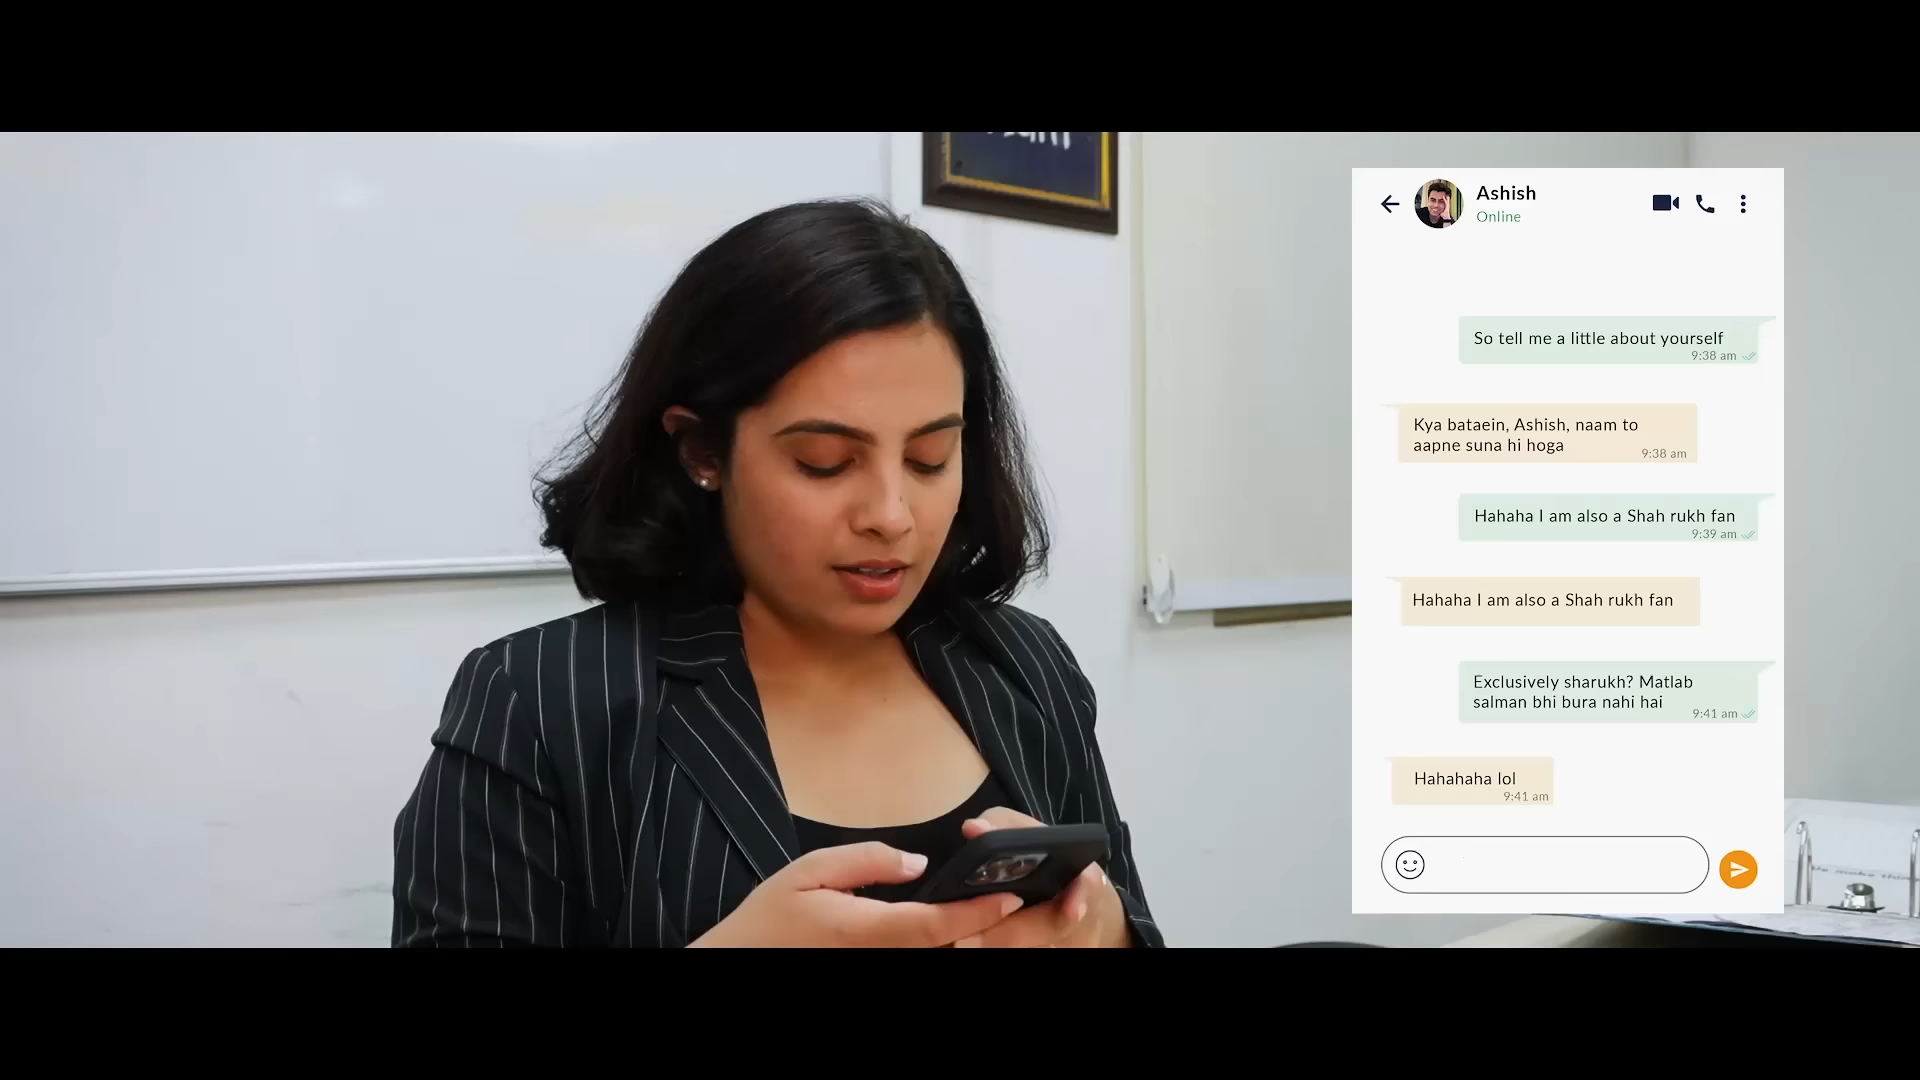 Ashish
Online
So tell me a little about yourself
9:38 am
Kya bataein, Ashish, naam to
aapne suna hi hoga
9:38 am
Hahaha I am also a Shah rukh fan
9:39 am
Hahaha I am also a Shah rukh fan
Exclusively sharukh? Matlab
salman bhi bura nahi hai
9:41 am
Hahahaha lol
9:41 am